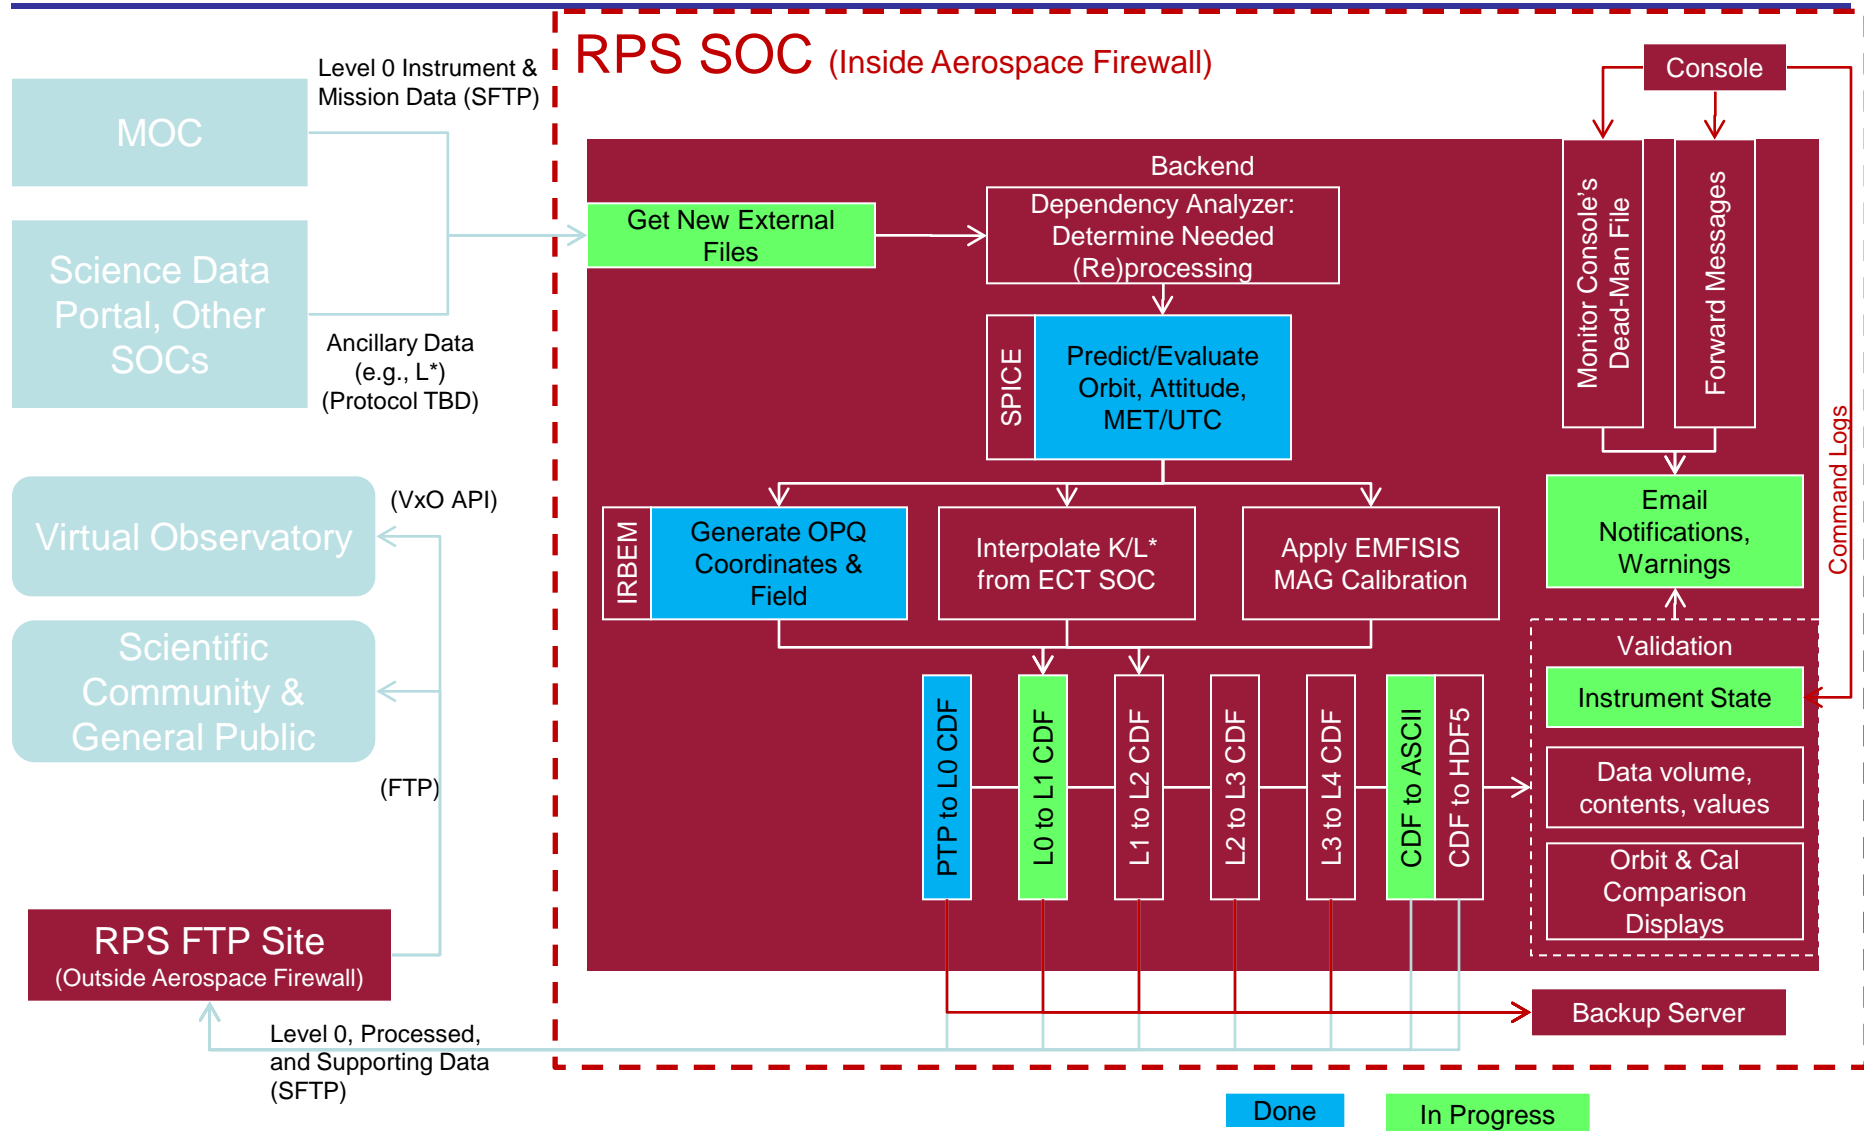 RPS SOC (Inside Aerospace Firewall)
Level 0 Instrument &
Mission Data (SFTP)
MOC
Science Data
Portal, Other
SOCs
Ancillary Data
(e.g., L*)
(Protocol TBD)
Virtual Observatory
(VxO API)
Scientific
Community &
General Public
(FTP)
RPS FTP Site
(Outside Aerospace Firewall)
Level 0, Processed,
and Supporting Data
(SFTP)
Console
Backend
Get New External
Files
Dependency Analyzer:
Determine Needed
(Re)processing
SPICE
Predict/Evaluate
Orbit, Attitude,
MET/UTC
IRBEM
Generate OPQ
Coordinates &
Field
Interpolate K/L*
from ECT SOC
Apply EMFISIS
MAG Calibration
PTP to L0 CDF
L0 to L1 CDF
L1 to L2 CDF
L2 to L3 CDF
L3 to L4 CDF
CDF to ASCII
CDF to HDF5
Monitor Console's
Dead-Man File
Forward Messages
Command Logs
Email
Notifications,
Warnings
Validation
Instrument State
Data volume,
contents, values
Orbit & Cal
Comparison
Displays
Backup Server
Done
In Progress